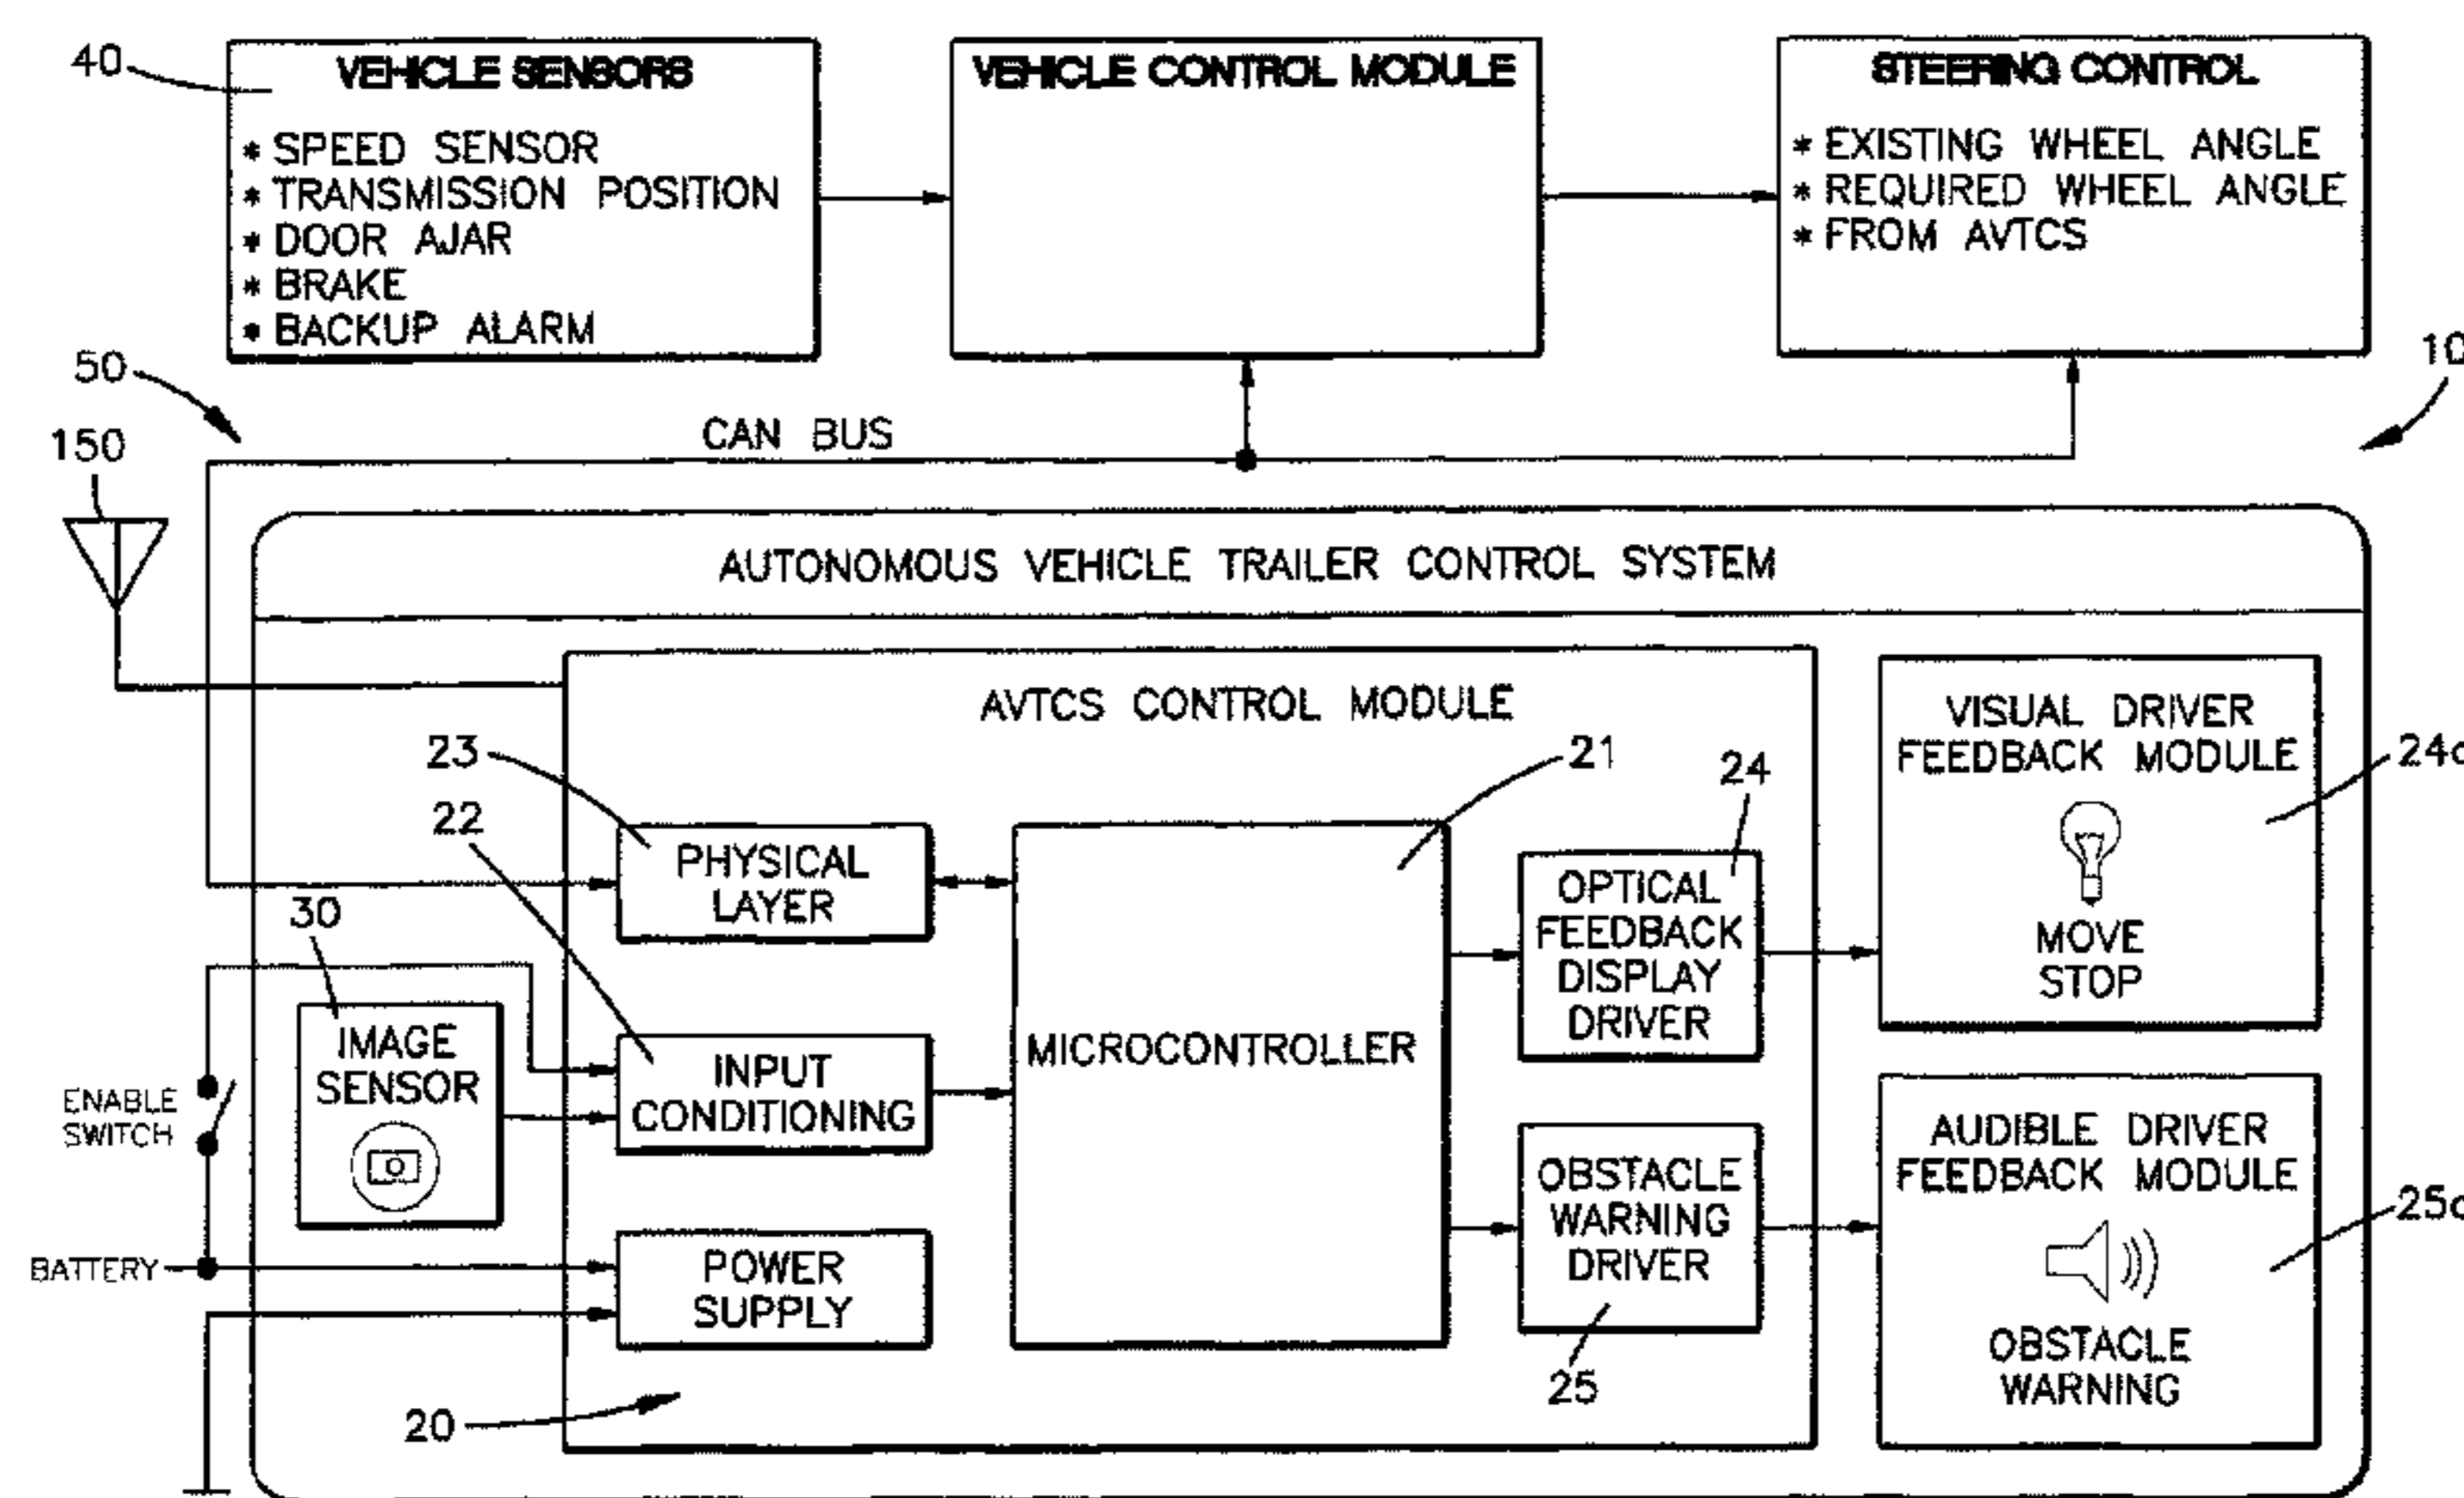 40
VEHICLE SENSORS
* SPEED SENSOR
* TRANSMISSION POSITION
* DOOR AJAR
* BRAKE
* BACKUP ALARM
VEHICLE CONTROL MODULE
STEERING CONTROL
* EXISTING WHEEL ANGLE
* REQUIRED WHEEL ANGLE
* FROM AVTCS
50
10
150
CAN BUS
AUTONOMOUS VEHICLE TRAILER CONTROL SYSTEM
AVTCS CONTROL MODULE
23
22
30
PHYSICAL
LAYER
21
24
MICROCONTROLLER
OPTICAL
FEEDBACK
DISPLAY
DRIVER
VISUAL DRIVER
FEEDBACK MODULE
MOVE
STOP
IMAGE
SENSOR
ENABLE
SWITCH
INPUT
CONDITIONING
BATTERY
POWER
SUPPLY
OBSTACLE
WARNING
DRIVER
25
AUDIBLE DRIVER
FEEDBACK MODULE
OBSTACLE
WARNING
20